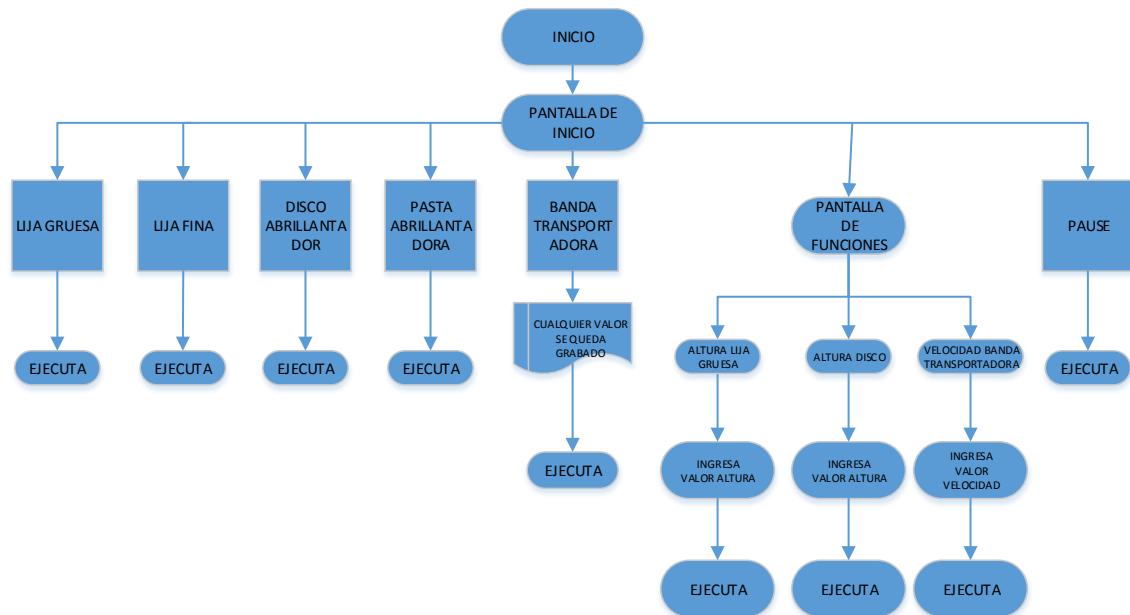 INICIO
PANTALLA DE
INICIO
LIJA GRUESA
LIJA FINA
DISCO
ABRILLANTA
DOR
PASTA
ABRILLANTA
DORA
BANDA
TRANSPORT
ADORA
PANTALLA
DE
FUNCIONES
PAUSE
CUALQUIER VALOR
SE QUEDA
GRABADO
EJECUTA
EJECUTA
EJECUTA
EJECUTA
ALTURA LIJA
GRUESA
ALTURA DISCO
VELOCIDAD BANDA
TRANSPORTADORA
EJECUTA
EJECUTA
INGRESA
VALOR ALTURA
INGRESA
VALOR ALTURA
INGRESA
VALOR
VELOCIDAD
EJECUTA
EJECUTA
EJECUTA